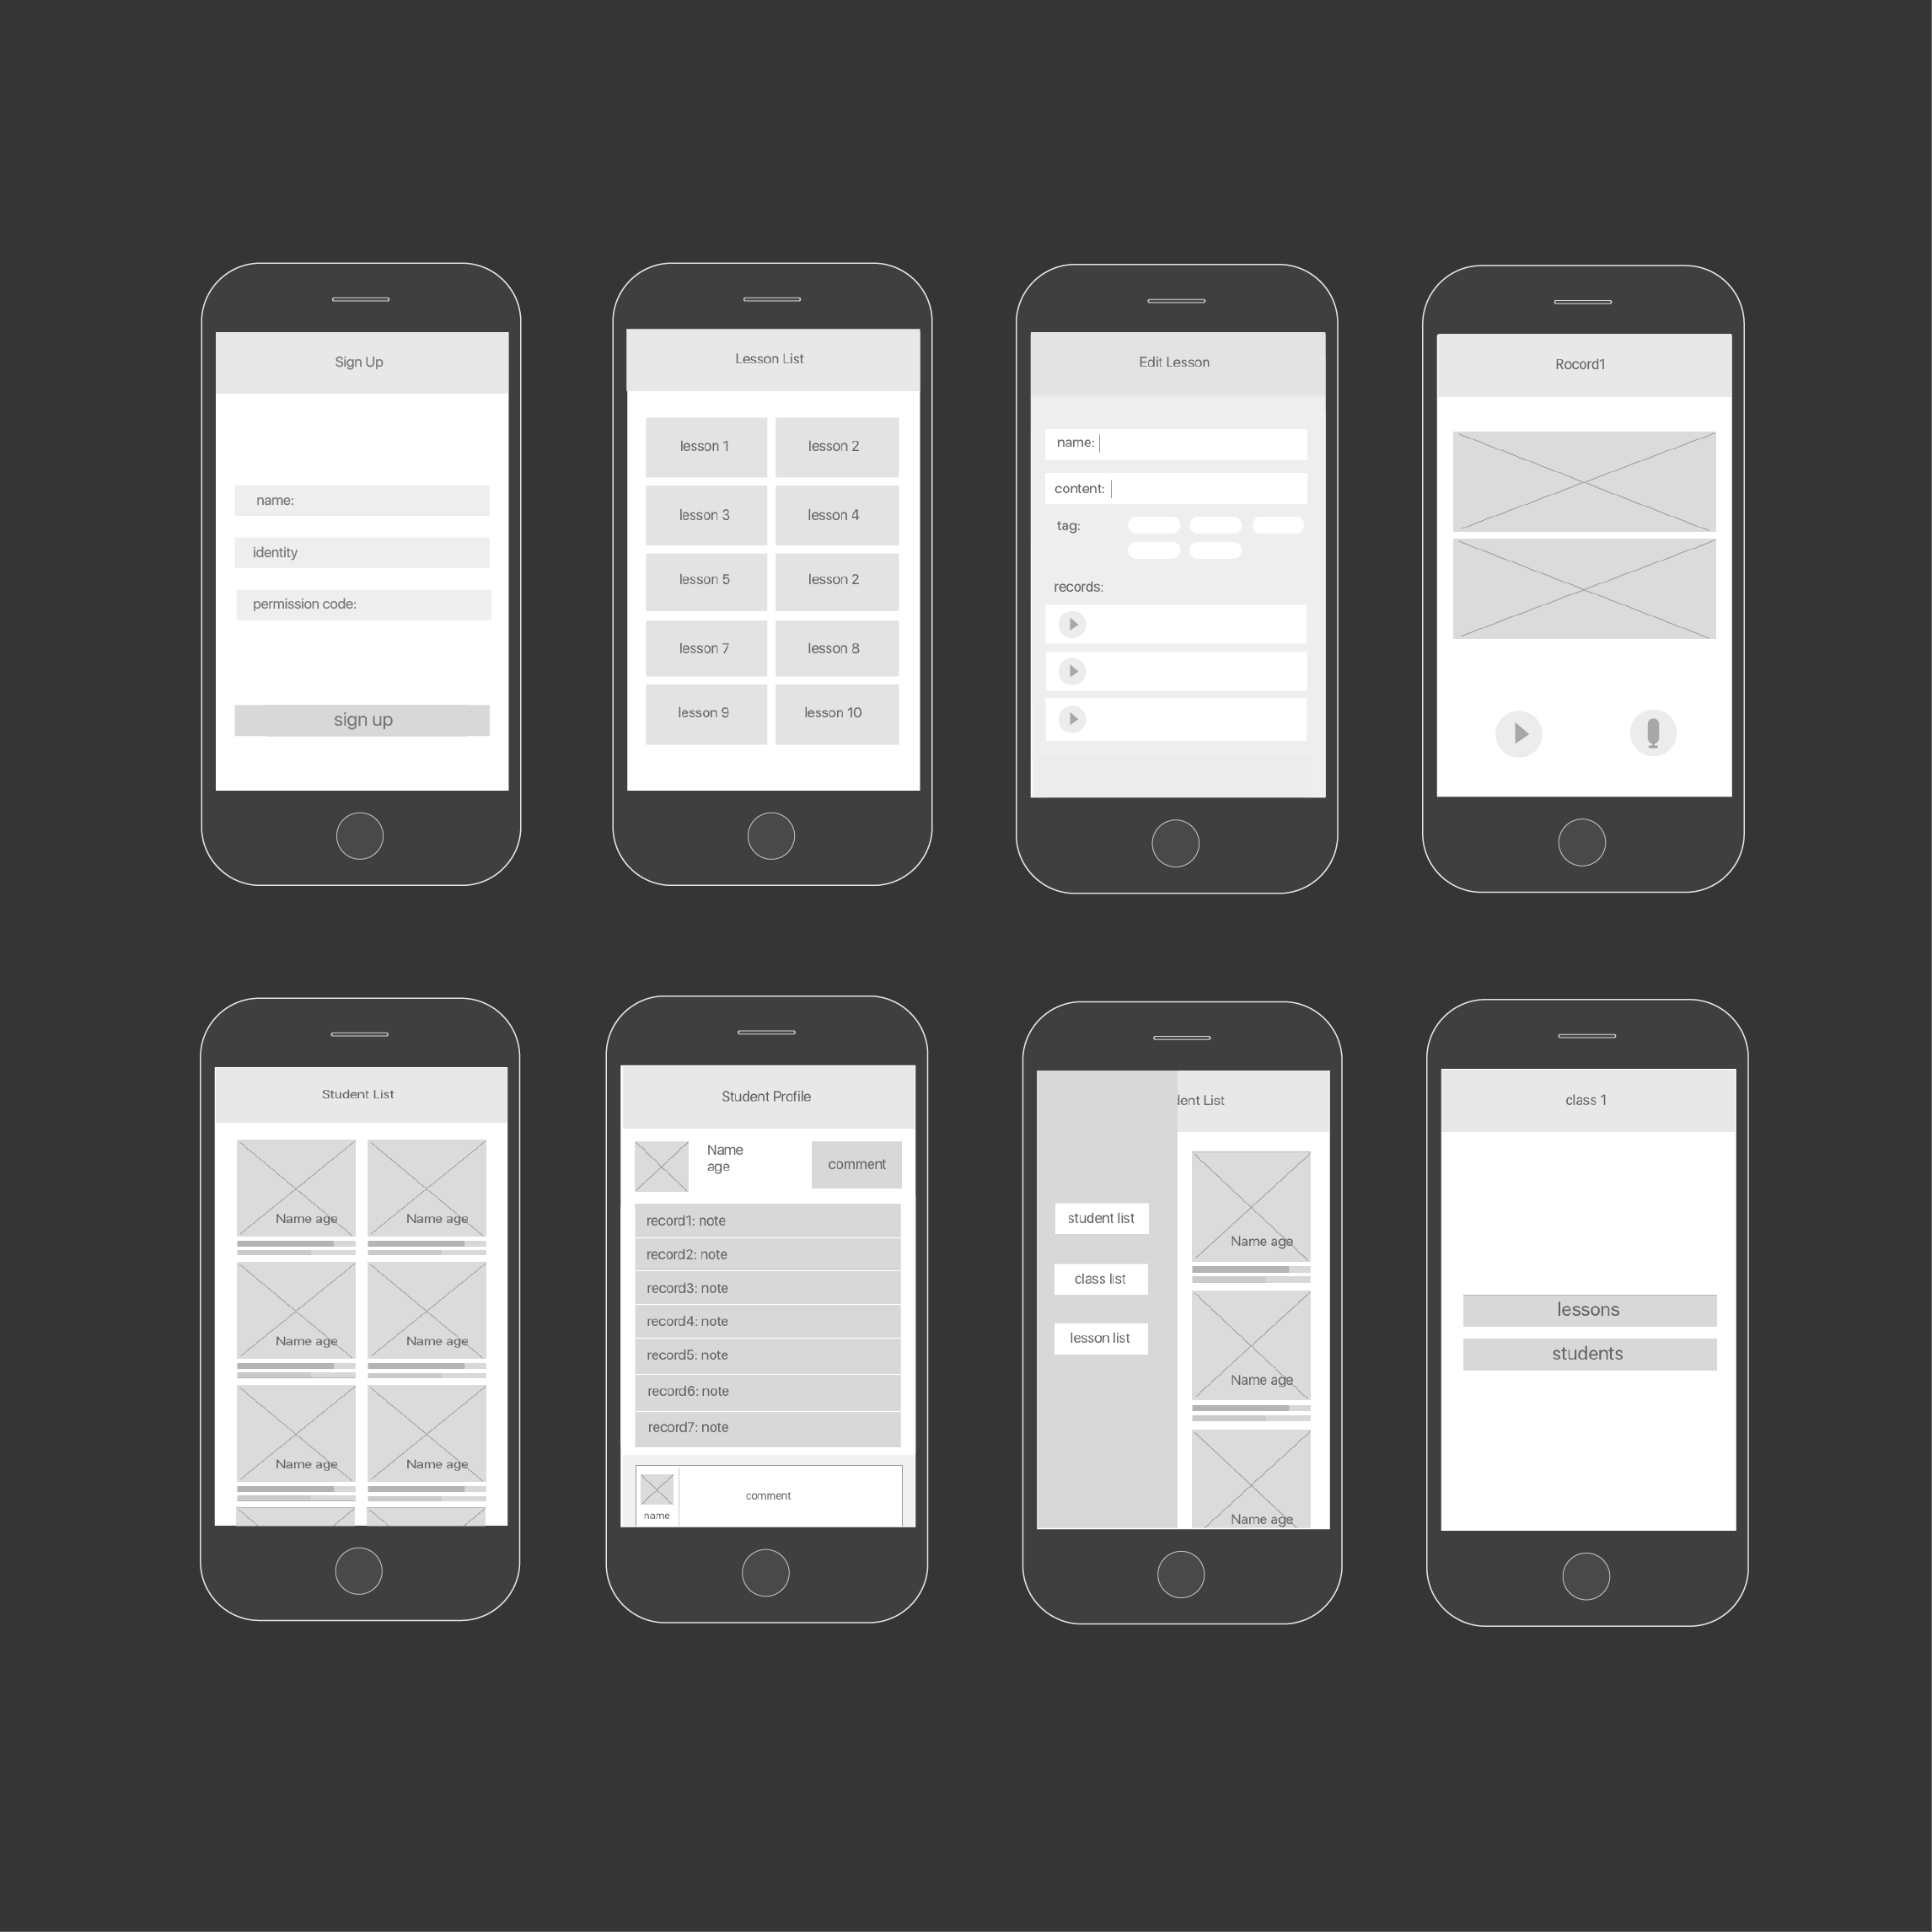 Sign Up
name:
identity
permission code:
sign up
Lesson List
lesson 1
lesson 2
lesson 3
lesson 4
lesson 5
lesson 2
lesson 7
lesson 8
lesson 9
lesson 10
Edit Lesson
name:
content:
tag:
records:
Rocord1
Student List
Name age
Name age
Name age
Name age
Name age
Name age
Student Profile
Name
age
comment
record1: note
record2: note
record3: note
record4: note
record5: note
record6: note
record7: note
comment
name
dent List
student list
class list
lesson list
Name age
Name age
Name age
class 1
lessons
students